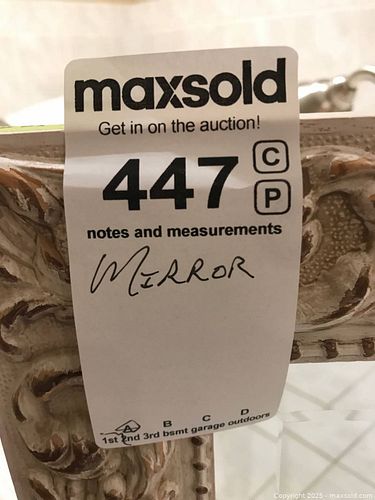 maxsold
Get in on the auction!
447 C
P
notes and measurements
MIRROR
A B C D
1st 2nd 3rd bsmt garage outdoors
Copyright 2025 - maxsold.com